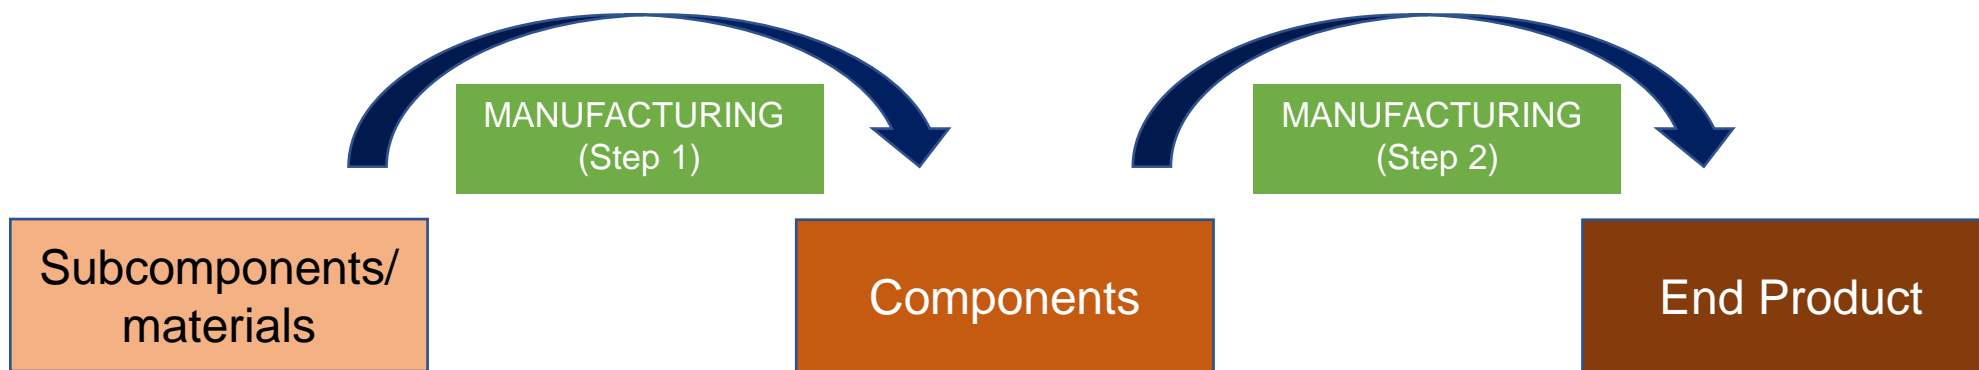 MANUFACTURING
(Step 1)
MANUFACTURING
(Step 2)
Subcomponents/
materials
Components
End Product